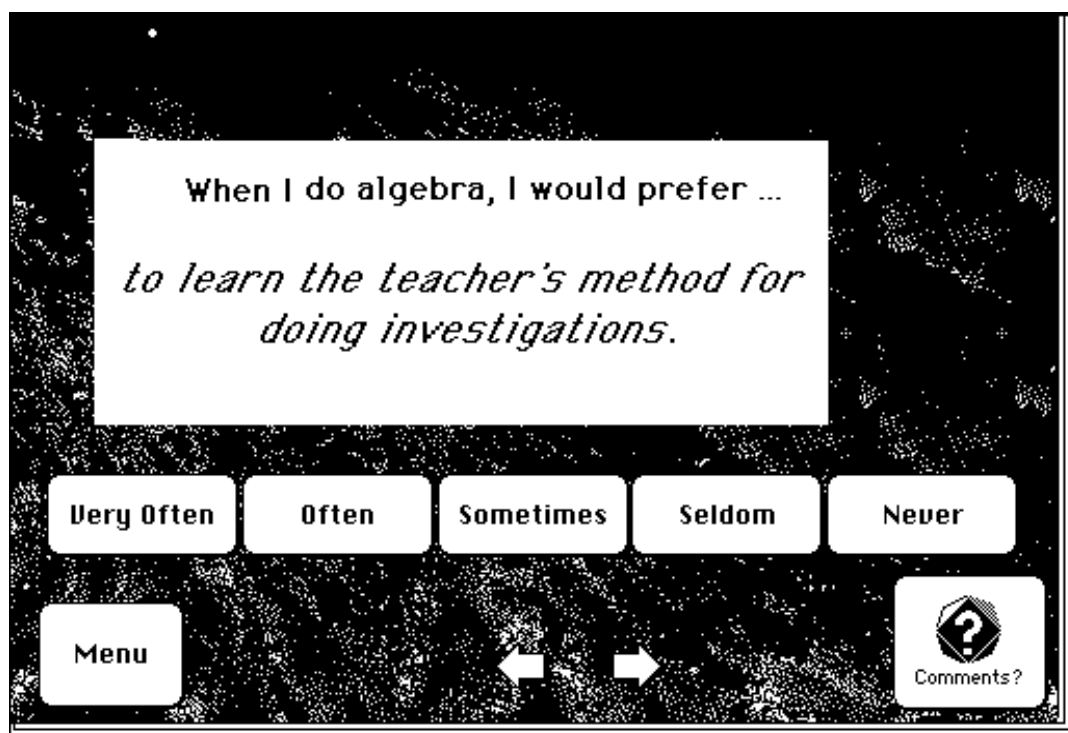 When I do algebra, I would prefer ...
to learn the teacher's method for
doing investigations.
Very Often Often Sometimes Seldom Never
Menu
Comments?